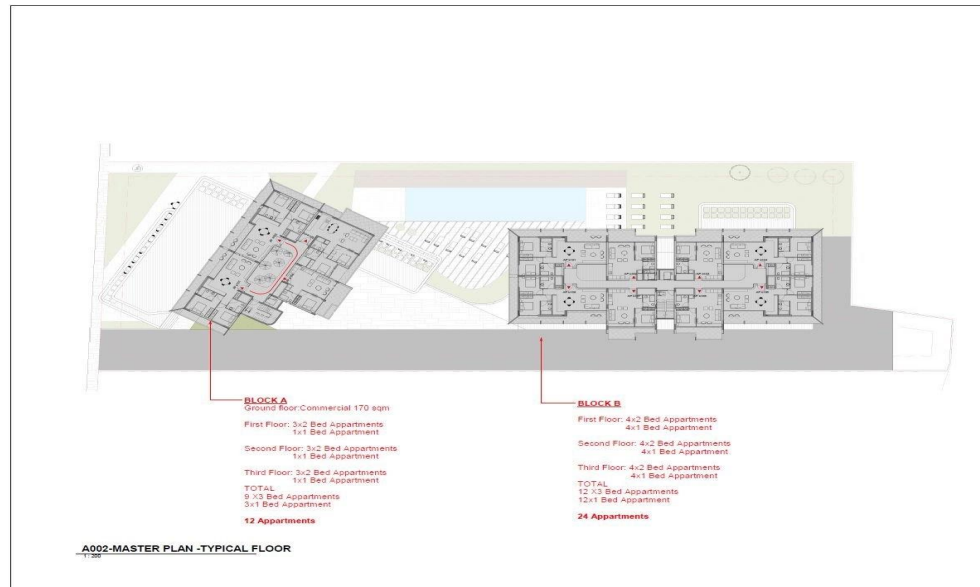 BLOCK A
Ground floor:Commercial 170 sqm
First Floor: 3x2 Bed Appartments
1x1 Bed Appartment
Second Floor: 3x2 Bed Appartments
1x1 Bed Appartment
Third Floor: 3x2 Bed Appartments
1x1 Bed Appartment
TOTAL
9 X3 Bed Appartments
3x1 Bed Appartment
12 Appartments
BLOCK B
First Floor: 4x2 Bed Appartments
4x1 Bed Appartment
Second Floor: 4x2 Bed Appartments
4x1 Bed Appartment
Third Floor: 4x2 Bed Appartments
4x1 Bed Appartment
TOTAL
12 X3 Bed Appartments
12x1 Bed Appartment
24 Appartments
A002-MASTER PLAN -TYPICAL FLOOR
1 : 200